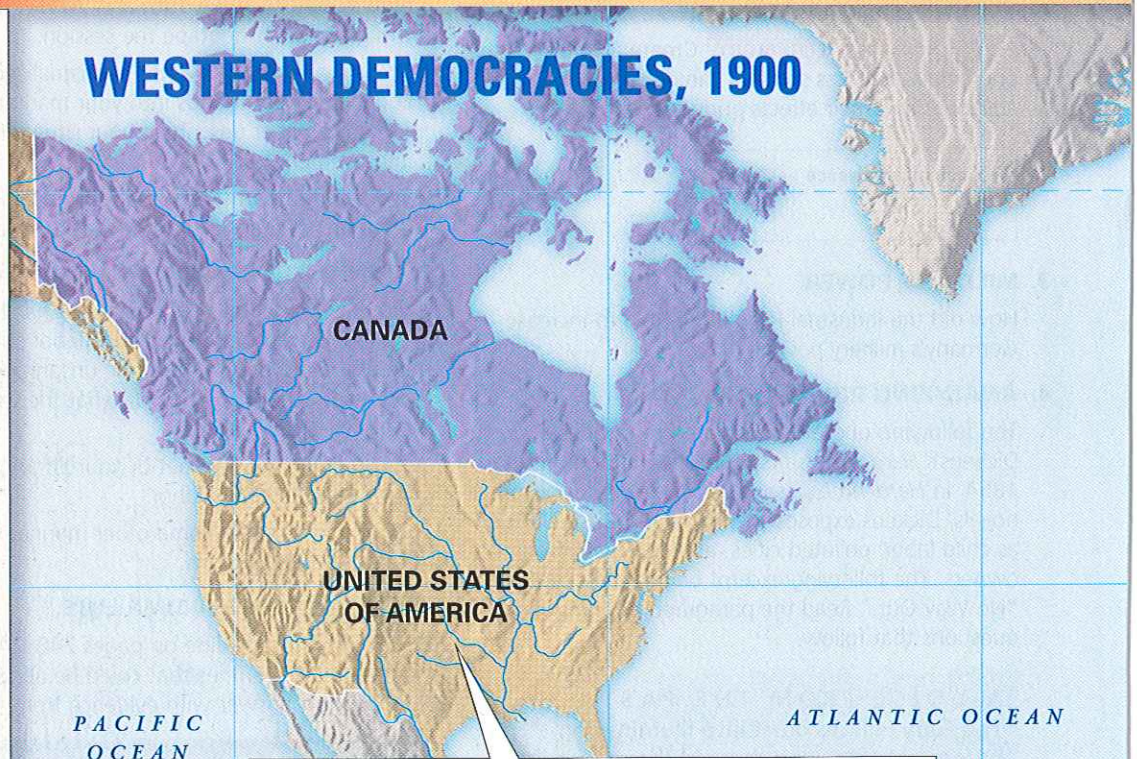 WESTERN DEMOCRACIES, 1900
CANADA
UNITED STATES
OF AMERICA
PACIFIC
OCEAN
ATLANTIC OCEAN